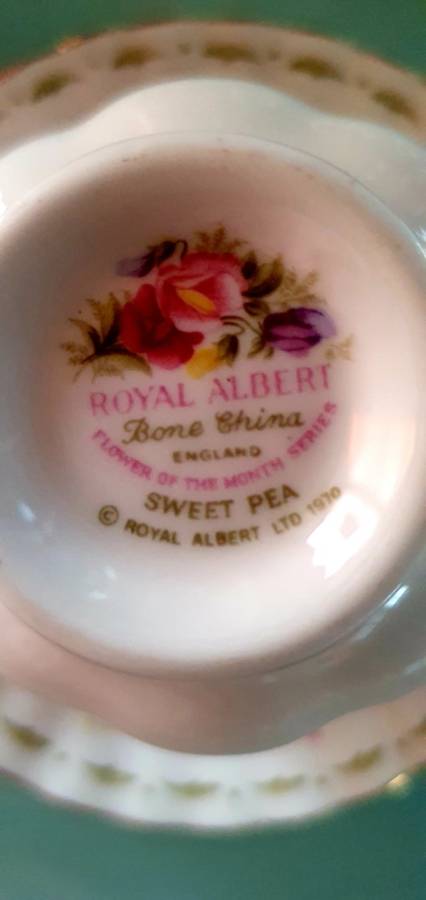 ROYAL ALBERT
Bone China
ENGLAND
FLOWER OF THE MONTH SERIES
SWEET PEA
© ROYAL ALBERT LTD 1970